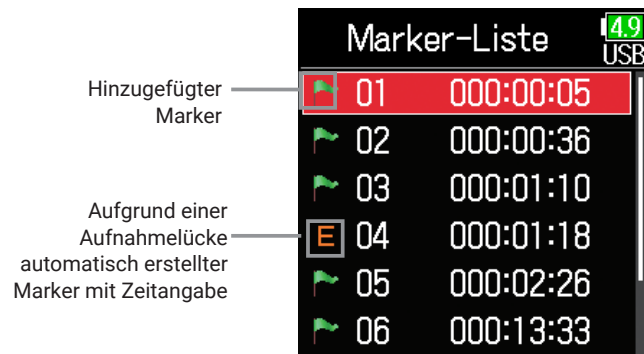 Marker-Liste
4.9
USB
Hinzugefügter
Marker
01 000:00:05
02 000:00:36
03 000:01:10
Aufgrund einer
Aufnahmelücke
automatisch erstellter
Marker mit Zeitangabe
E 04 000:01:18
05 000:02:26
06 000:13:33